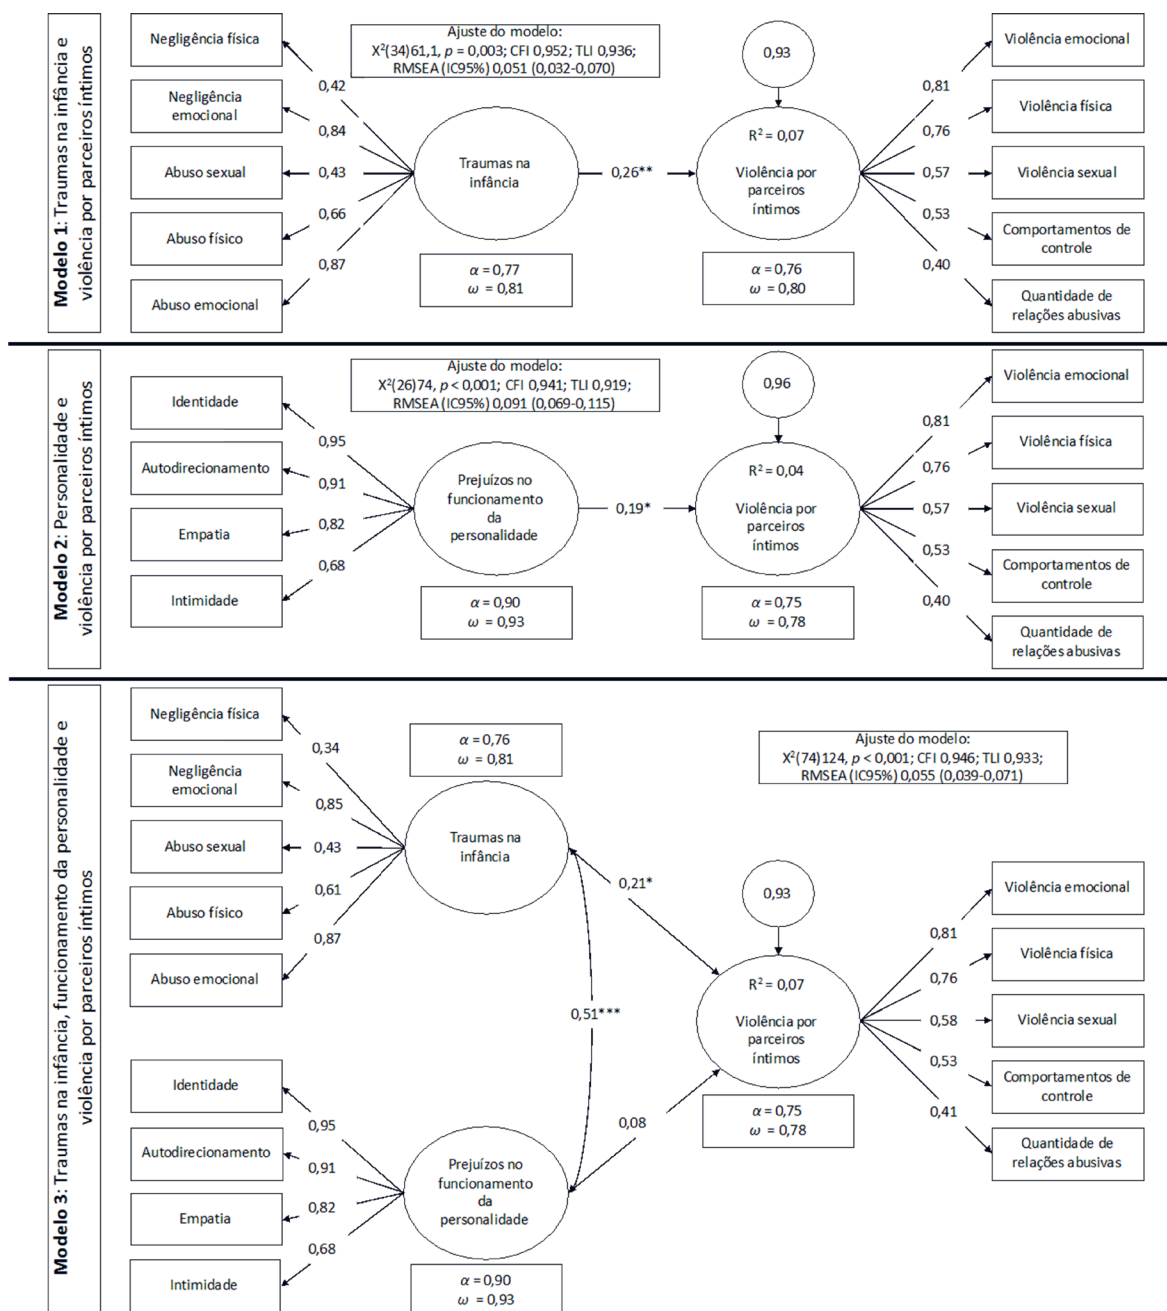 Modelo 1: Traumas na infância e
violência por parceiros íntimos
Negligência física
Negligência
emocional
Abuso sexual
Abuso físico
Abuso emocional
0,42
0,84
0,43
0,66
0,87
Ajuste do modelo:
X²(34)61,1, p = 0,003; CFI 0,952; TLI 0,936;
RMSEA (IC95%) 0,051 (0,032-0,070)
Traumas na
infância
α = 0,77
ω = 0,81
0,26**
0,93
R² = 0,07
Violência por
parceiros
íntimos
α = 0,76
ω = 0,80
0,81
0,76
0,57
0,53
0,40
Violência emocional
Violência física
Violência sexual
Comportamentos de
controle
Quantidade de
relações abusivas
Modelo 2: Personalidade e
violência por parceiros íntimos
Identidade
Autodirecionamento
Empatia
Intimidade
0,95
0,91
0,82
0,68
Ajuste do modelo:
X²(26)74, p < 0,001; CFI 0,941; TLI 0,919;
RMSEA (IC95%) 0,091 (0,069-0,115)
Prejuízos no
funcionamento
da
personalidade
α = 0,90
ω = 0,93
0,19*
0,96
R² = 0,04
Violência por
parceiros
íntimos
α = 0,75
ω = 0,78
0,81
0,76
0,57
0,53
0,40
Violência emocional
Violência física
Violência sexual
Comportamentos de
controle
Quantidade de
relações abusivas
Modelo 3: Traumas na infância, funcionamento da personalidade e
violência por parceiros íntimos
Negligência física
Negligência
emocional
Abuso sexual
Abuso físico
Abuso emocional
0,34
0,85
0,43
0,61
0,87
α = 0,76
ω = 0,81
Traumas na
infância
Ajuste do modelo:
X²(74)124, p < 0,001; CFI 0,946; TLI 0,933;
RMSEA (IC95%) 0,055 (0,039-0,071)
0,21*
0,51***
0,08
Identidade
Autodirecionamento
Empatia
Intimidade
0,95
0,91
0,82
0,68
Prejuízos no
funcionamento
da
personalidade
α = 0,90
ω = 0,93
0,93
R² = 0,07
Violência por
parceiros
íntimos
α = 0,75
ω = 0,78
0,81
0,76
0,58
0,53
0,41
Violência emocional
Violência física
Violência sexual
Comportamentos de
controle
Quantidade de
relações abusivas